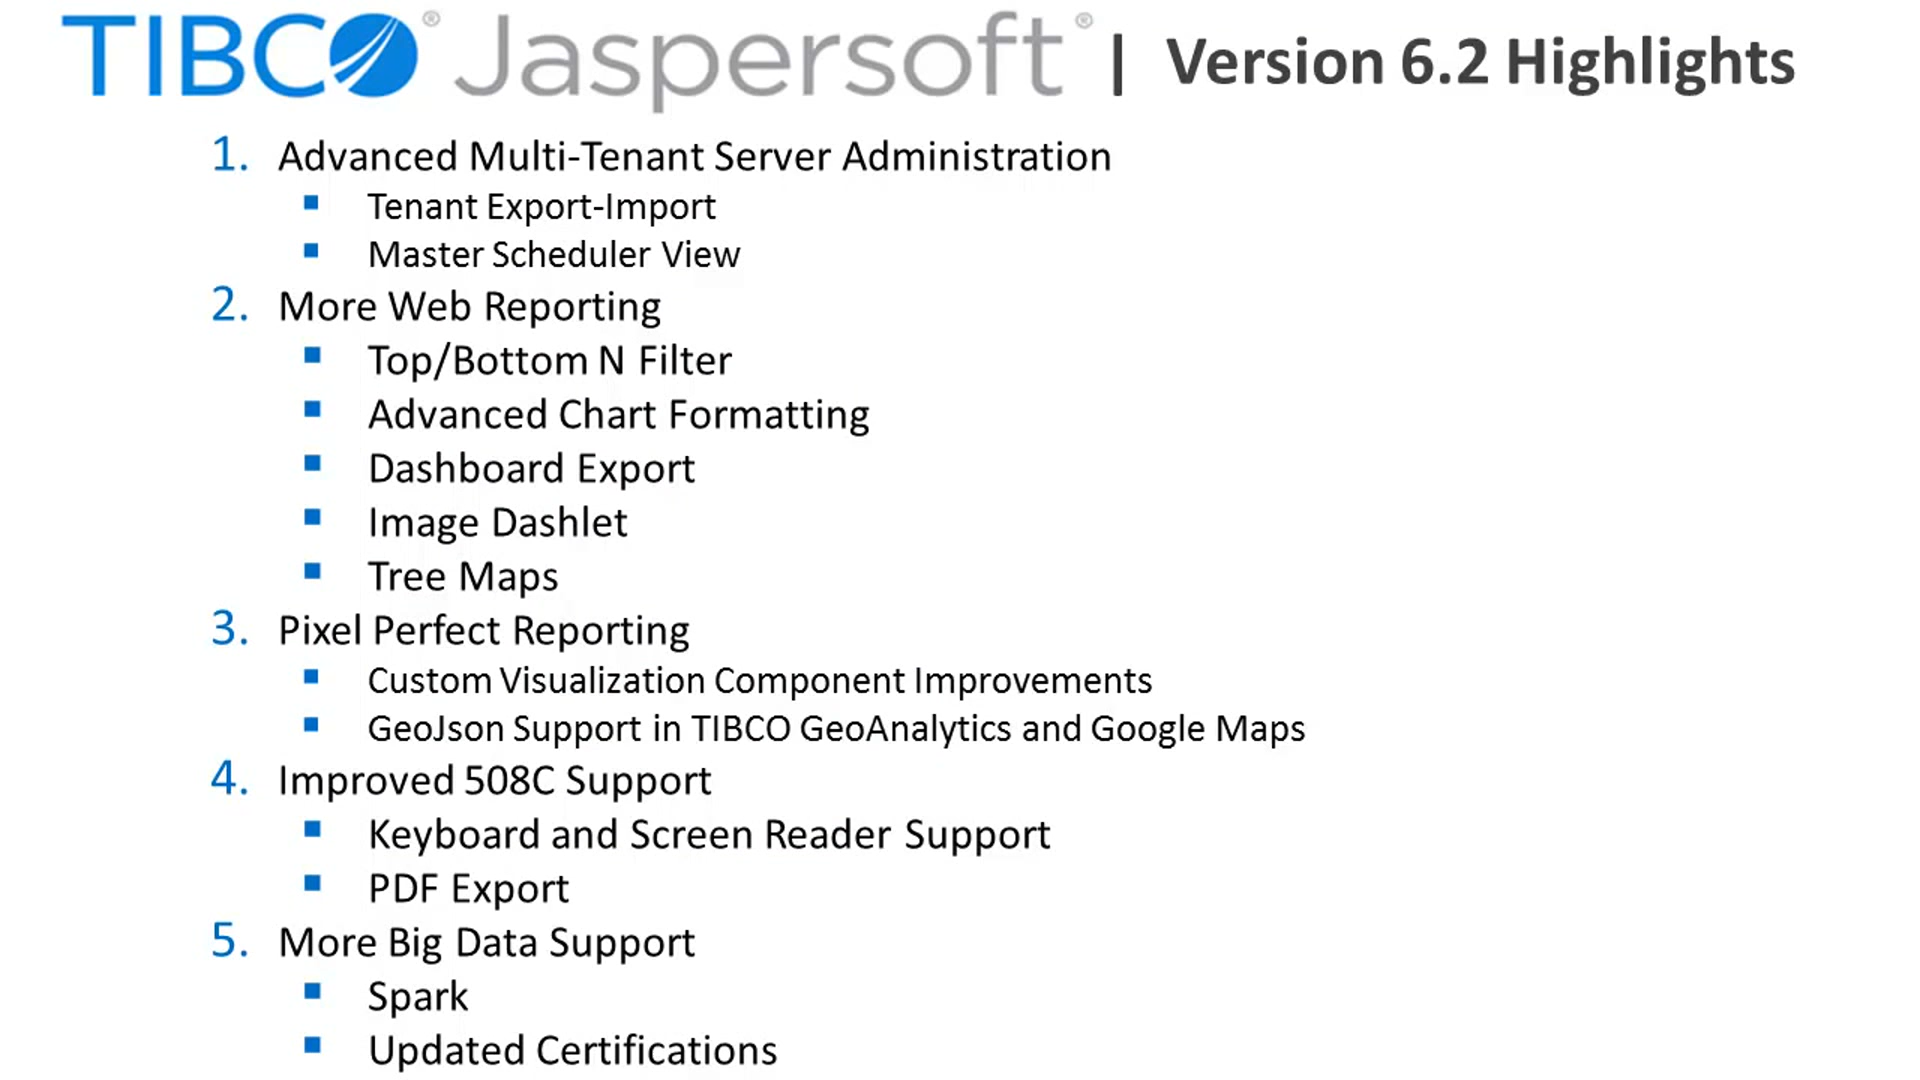 TIBCO® Jaspersoft® | Version 6.2 Highlights
1. Advanced Multi-Tenant Server Administration
▪ Tenant Export-Import
▪ Master Scheduler View
2. More Web Reporting
▪ Top/Bottom N Filter
▪ Advanced Chart Formatting
▪ Dashboard Export
▪ Image Dashlet
▪ Tree Maps
3. Pixel Perfect Reporting
▪ Custom Visualization Component Improvements
▪ GeoJson Support in TIBCO GeoAnalytics and Google Maps
4. Improved 508C Support
▪ Keyboard and Screen Reader Support
▪ PDF Export
5. More Big Data Support
▪ Spark
▪ Updated Certifications